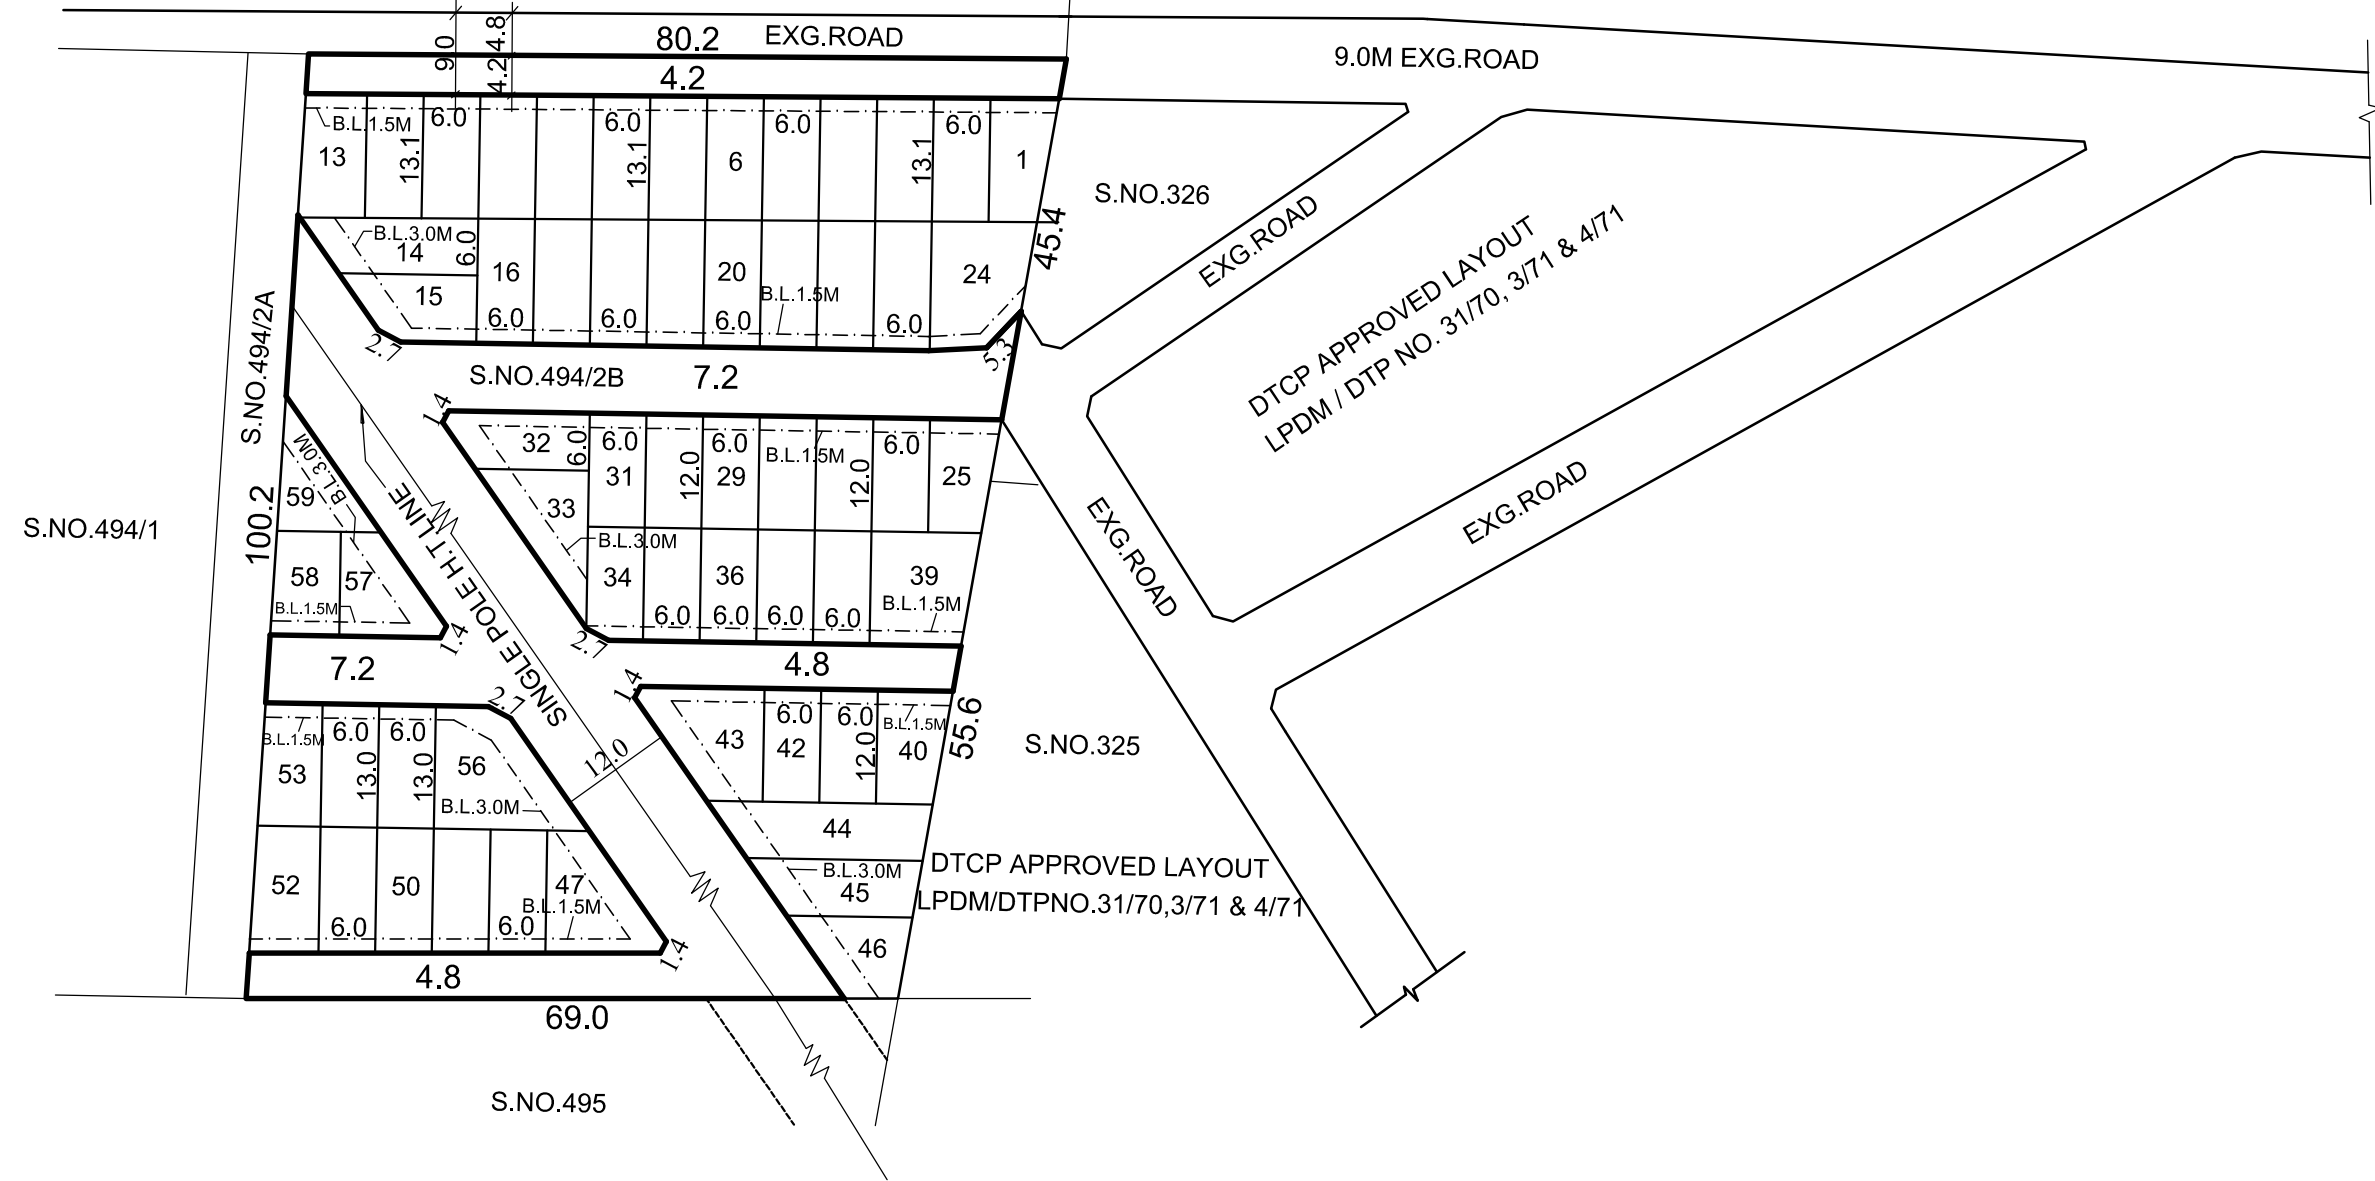 80.2
EXG.ROAD
9.0
4.2
4.8
4.2
9.0M EXG.ROAD
B.L.1.5M
6.0
6.0
6.0
6.0
13
13.1
13.1
6
13.1
1
S.NO.326
45.4
EXG.ROAD
B.L.3.0M
14
6.0
16
20
24
15
B.L.1.5M
6.0
6.0
6.0
6.0
2.7
5.3
DTCP APPROVED LAYOUT
LPDM / DTP NO. 31/70, 3/71 & 4/71
S.NO.494/2A
S.NO.494/2B
7.2
1.4
32
6.0
6.0
6.0
B.L.1.5M
6.0
31
12.0
29
12.0
25
B.L.3.0M
59
33
B.L.3.0M
S.NO.494/1
100.2
SINGLE POLE H.T.LINE
EXG.ROAD
EXG.ROAD
58
57
B.L.1.5M
34
36
39
B.L.1.5M
6.0
6.0
6.0
6.0
1.4
2.7
7.2
4.8
2.7
1.4
B.L.1.5M
6.0
6.0
6.0
6.0
B.L.1.5M
53
13.0
13.0
56
12.0
43
42
12.0
40
55.6
S.NO.325
B.L.3.0M
44
52
50
47
B.L.3.0M
45
DTCP APPROVED LAYOUT
LPDM/DTPNO.31/70,3/71 & 4/71
B.L.1.5M
6.0
6.0
46
1.4
4.8
69.0
S.NO.495